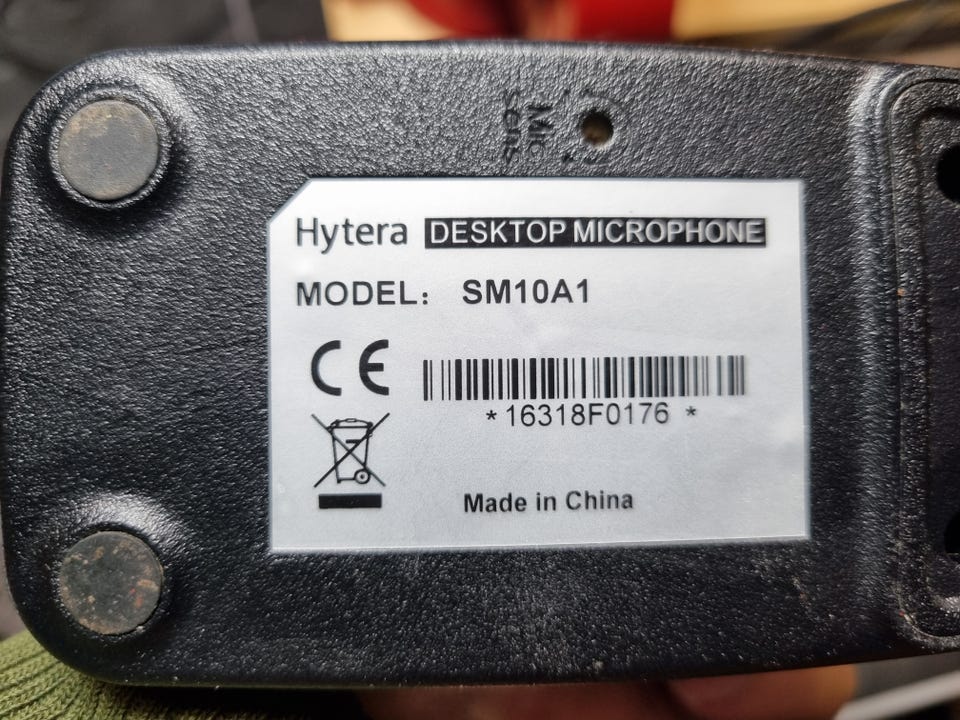 Mic
Sens
Hytera DESKTOP MICROPHONE
MODEL: SM10A1
CE
*16318F0176 *
Made in China